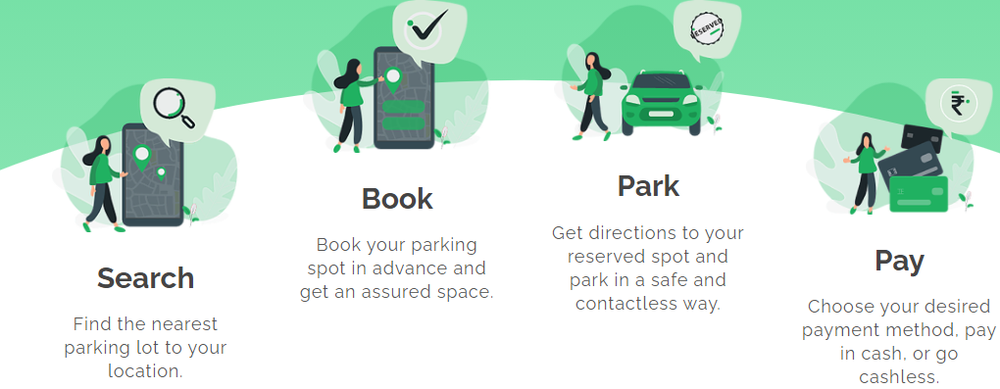 RESERVED
₹
Search
Find the nearest
parking lot to your
location.
Book
Book your parking
spot in advance and
get an assured space.
Park
Get directions to your
reserved spot and
park in a safe and
contactless way.
Pay
Choose your desired
payment method, pay
in cash, or go
cashless.